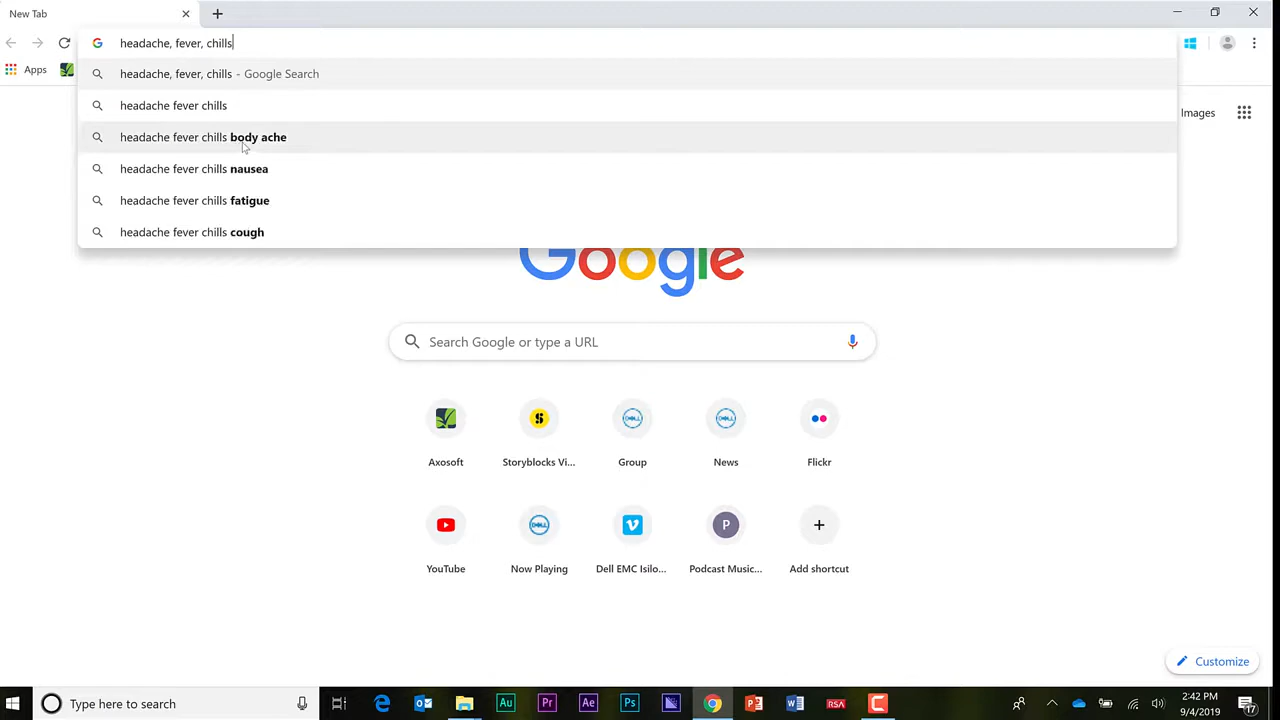 New Tab
headache, fever, chills
Apps
headache, fever, chills - Google Search
headache fever chills
Images
headache fever chills body ache
headache fever chills nausea
headache fever chills fatigue
headache fever chills cough
Google
Search Google or type a URL
Axosoft
Storyblocks Vi...
Group
News
Flickr
YouTube
Now Playing
Dell EMC Isilo...
Podcast Music...
Add shortcut
Customize
Type here to search
2:42 PM
9/4/2019